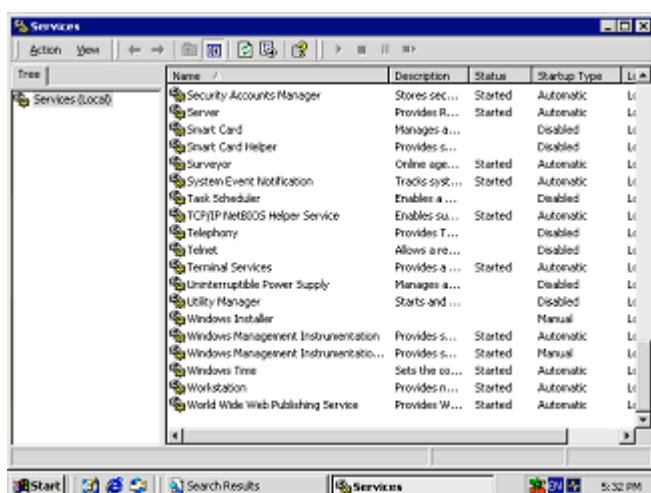 Services
Action View
Tree
Name / Description Status Startup Type
Services (Local)
Security Accounts Manager Stores sec... Started Automatic
Server Provides R... Started Automatic
Smart Card Manages a... Disabled
Smart Card Helper Provides s... Disabled
Surveyor Online age... Started Automatic
System Event Notification Tracks syst... Started Automatic
Task Scheduler Enables a ... Disabled
TCP/IP NetBIOS Helper Service Enables su... Started Automatic
Telephony Provides T... Disabled
Telnet Allows a re... Disabled
Terminal Services Provides a ... Started Automatic
Uninterruptible Power Supply Manages a... Disabled
Utility Manager Starts and ... Disabled
Windows Installer Manual
Windows Management Instrumentation Provides s... Started Automatic
Windows Management Instrumentatio... Provides s... Started Manual
Windows Time Sets the co... Started Automatic
Workstation Provides n... Started Automatic
World Wide Web Publishing Service Provides W... Started Automatic
Start Search Results Services EN 5:32 PM